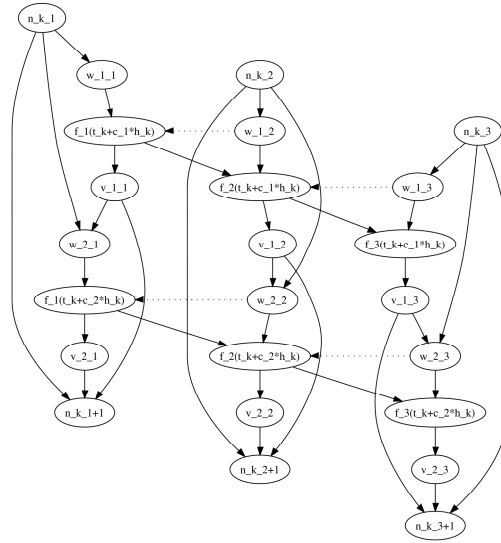 n_k_1
w_1_1
n_k_2
f_1(t_k+c_1*h_k)
w_1_2
n_k_3
v_1_1
f_2(t_k+c_1*h_k)
w_1_3
w_2_1
v_1_2
f_3(t_k+c_1*h_k)
f_1(t_k+c_2*h_k)
w_2_2
v_1_3
v_2_1
f_2(t_k+c_2*h_k)
w_2_3
n_k_1+1
v_2_2
f_3(t_k+c_2*h_k)
n_k_2+1
v_2_3
n_k_3+1